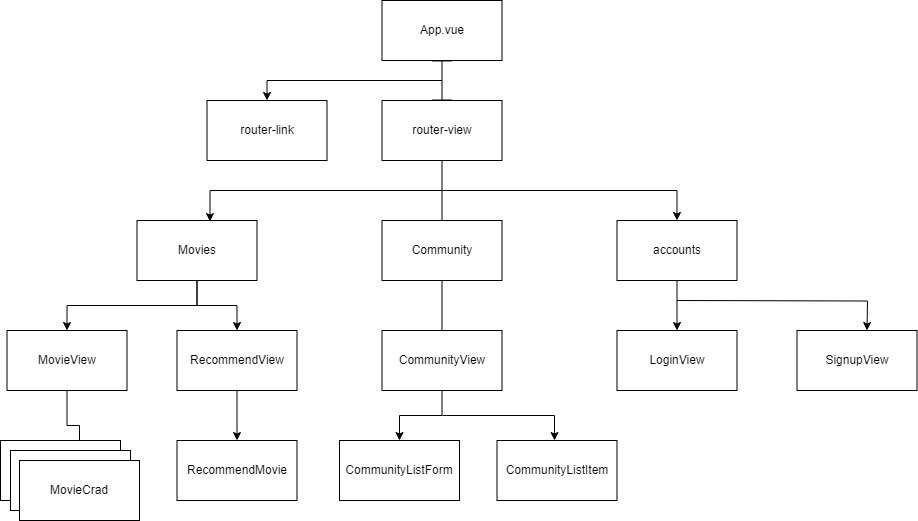 App.vue
router-link
router-view
Movies
Community
accounts
MovieView
RecommendView
CommunityView
LoginView
SignupView
RecommendMovie
CommunityListForm
CommunityListItem
MovieCrad